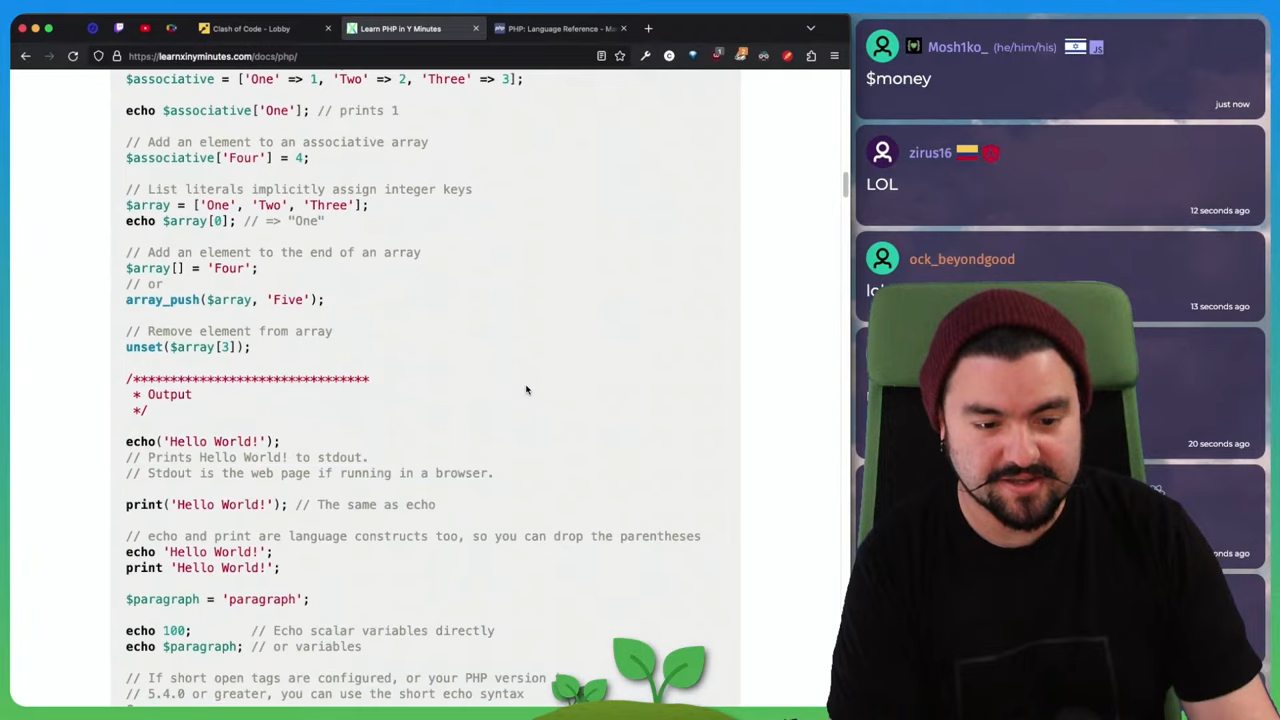 Clash of Code - Lobby
Learn PHP in Y Minutes
PHP: Language Reference - Ma
https://learnxinyminutes.com/docs/php/
$associative = ['One' => 1, 'Two' => 2, 'Three' => 3];
echo $associative['One']; // prints 1
// Add an element to an associative array
$associative['Four'] = 4;
// List literals implicitly assign integer keys
$array = ['One', 'Two', 'Three'];
echo $array[0]; // => "One"
// Add an element to the end of an array
$array[] = 'Four';
// or
array_push($array, 'Five');
// Remove element from array
unset($array[3]);
/********************************
* Output
*/
echo('Hello World!');
// Prints Hello World! to stdout.
// Stdout is the web page if running in a browser.
print('Hello World!'); // The same as echo
// echo and print are language constructs too, so you can drop the parentheses
echo 'Hello World!';
print 'Hello World!';
$paragraph = 'paragraph';
echo 100;        // Echo scalar variables directly
echo $paragraph; // or variables
// If short open tags are configured, or your PHP version
// 5.4.0 or greater, you can use the short echo syntax
Mosh1ko_ (he/him/his) JS
$money
just now
zirus16
LOL
12 seconds ago
ock_beyondgood
13 seconds ago
20 seconds ago